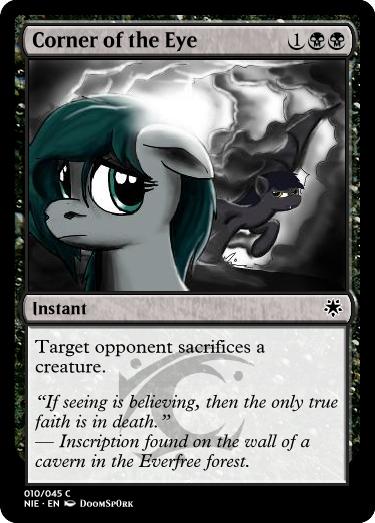 Corner of the Eye 1
Instant
Target opponent sacrifices a
creature.
“If seeing is believing, then the only true
faith is in death.”
— Inscription found on the wall of a
cavern in the Everfree forest.
010/045 C
NIE • EN DoomSp0rk